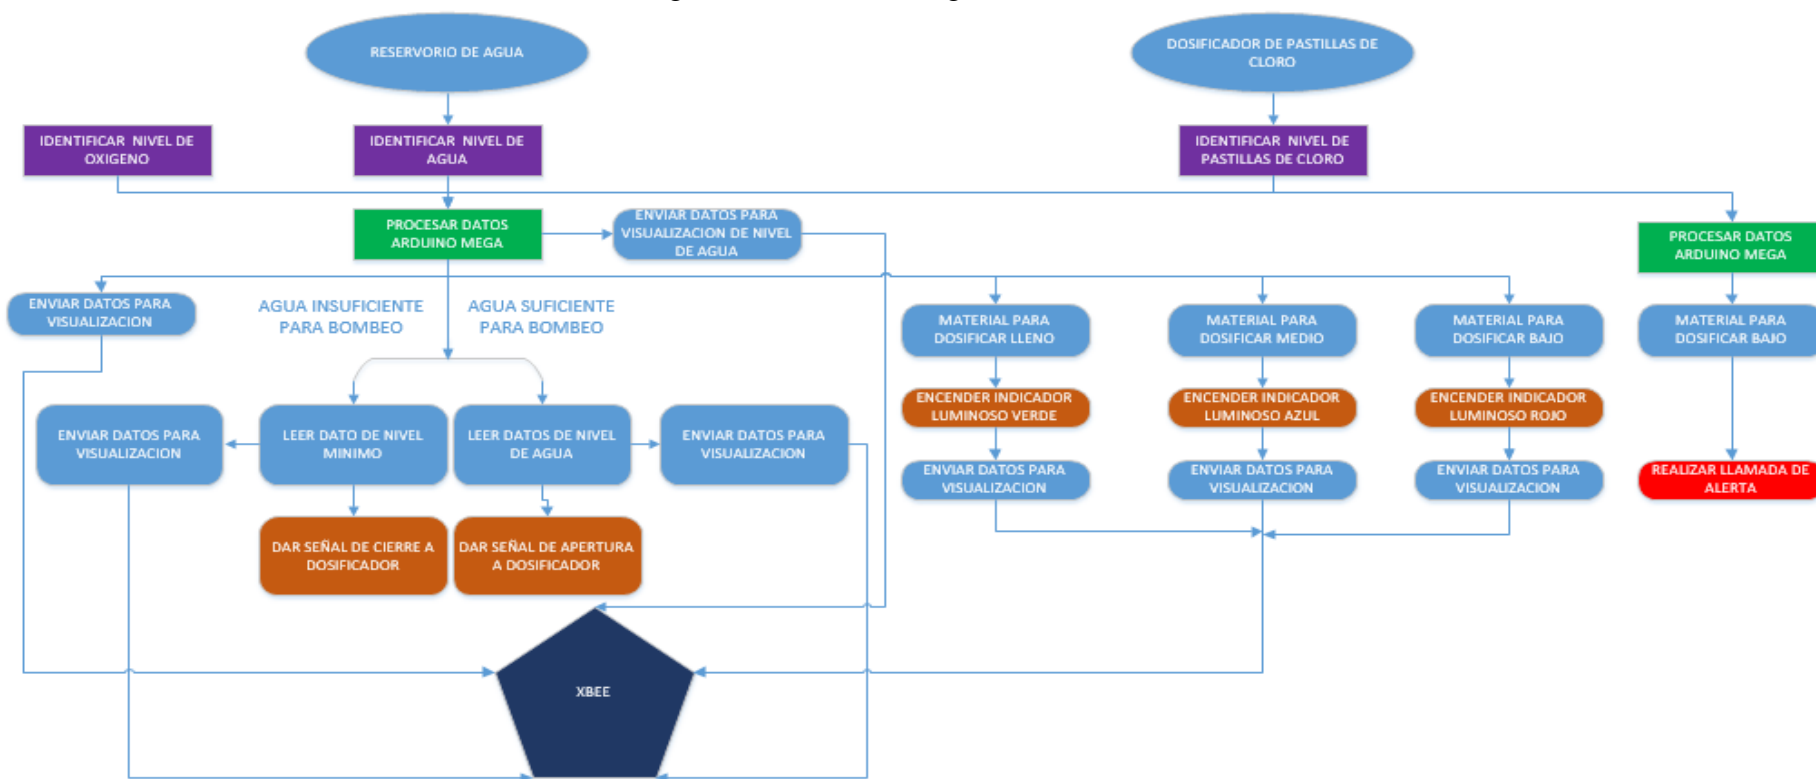 RESERVORIO DE AGUA
DOSIFICADOR DE PASTILLAS DE
CLORO
IDENTIFICAR NIVEL DE
OXIGENO
IDENTIFICAR NIVEL DE
AGUA
IDENTIFICAR NIVEL DE
PASTILLAS DE CLORO
PROCESAR DATOS
ARDUINO MEGA
ENVIAR DATOS PARA
VISUALIZACION DE NIVEL
DE AGUA
PROCESAR DATOS
ARDUINO MEGA
ENVIAR DATOS PARA
VISUALIZACION
AGUA INSUFICIENTE
PARA BOMBEO
AGUA SUFICIENTE
PARA BOMBEO
MATERIAL PARA
DOSIFICAR LLENO
MATERIAL PARA
DOSIFICAR MEDIO
MATERIAL PARA
DOSIFICAR BAJO
MATERIAL PARA
DOSIFICAR BAJO
ENCENDER INDICADOR
LUMINOSO VERDE
ENCENDER INDICADOR
LUMINOSO AZUL
ENCENDER INDICADOR
LUMINOSO ROJO
ENVIAR DATOS PARA
VISUALIZACION
LEER DATO DE NIVEL
MINIMO
LEER DATOS DE NIVEL
DE AGUA
ENVIAR DATOS PARA
VISUALIZACION
ENVIAR DATOS PARA
VISUALIZACION
ENVIAR DATOS PARA
VISUALIZACION
ENVIAR DATOS PARA
VISUALIZACION
REALIZAR LLAMADA DE
ALERTA
DAR SEÑAL DE CIERRE A
DOSIFICADOR
DAR SEÑAL DE APERTURA
A DOSIFICADOR
XBEE